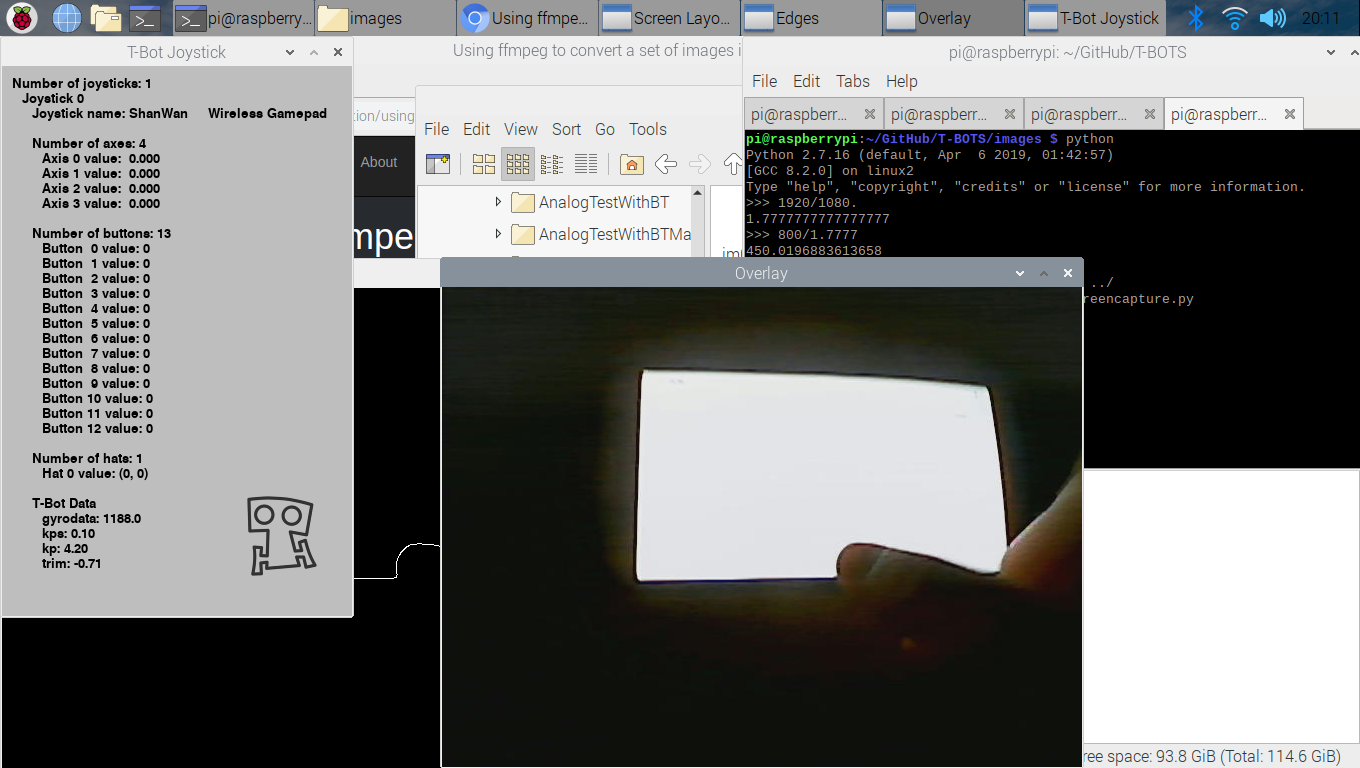 pi@raspberry...
images
Using ffmpe...
Screen Layo...
Edges
Overlay
T-Bot Joystick
20:11
T-Bot Joystick
Number of joysticks: 1
Joystick 0
Joystick name: ShanWan Wireless Gamepad
Number of axes: 4
Axis 0 value: 0.000
Axis 1 value: 0.000
Axis 2 value: 0.000
Axis 3 value: 0.000
Number of buttons: 13
Button 0 value: 0
Button 1 value: 0
Button 2 value: 0
Button 3 value: 0
Button 4 value: 0
Button 5 value: 0
Button 6 value: 0
Button 7 value: 0
Button 8 value: 0
Button 9 value: 0
Button 10 value: 0
Button 11 value: 0
Button 12 value: 0
Number of hats: 1
Hat 0 value: (0, 0)
T-Bot Data
gyrodata: 1188.0
kps: 0.10
kp: 4.20
trim: -0.71
Using ffmpeg to convert a set of images i
ion/using
About
mpe
File Edit View Sort Go Tools
AnalogTestWithBT
AnalogTestWithBTMa
pi@raspberrypi: ~/GitHub/T-BOTS
File Edit Tabs Help
pi@raspberr... pi@raspberr... pi@raspberr... pi@raspberr...
pi@raspberrypi:~/GitHub/T-BOTS/images $ python
Python 2.7.16 (default, Apr  6 2019, 01:42:57)
[GCC 8.2.0] on linux2
Type "help", "copyright", "credits" or "license" for more information.
>>> 1920/1080.
1.7777777777777777
>>> 800/1.7777
450.0196883613658
../
reencapture.py
Overlay
ree space: 93.8 GiB (Total: 114.6 GiB)